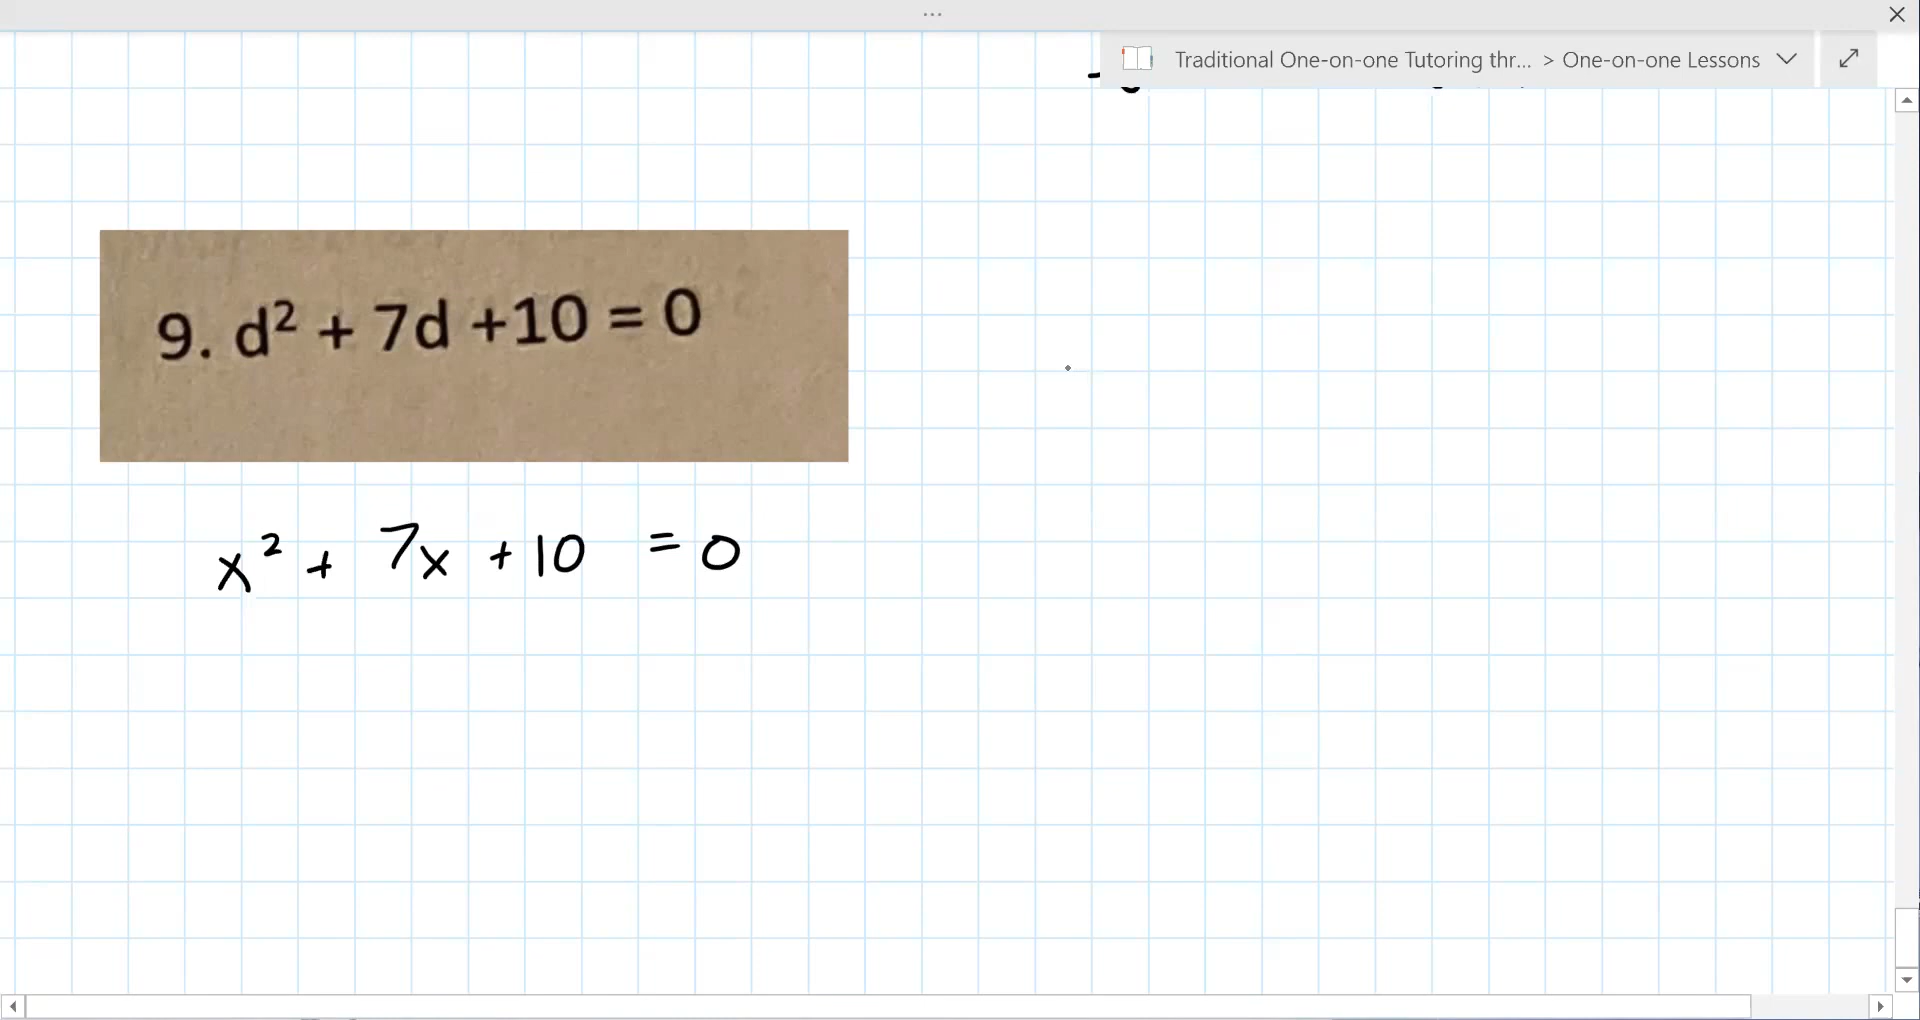 Traditional One-on-one Tutoring thr... > One-on-one Lessons
9. d² + 7d +10 = 0
x² + 7x +10 = 0